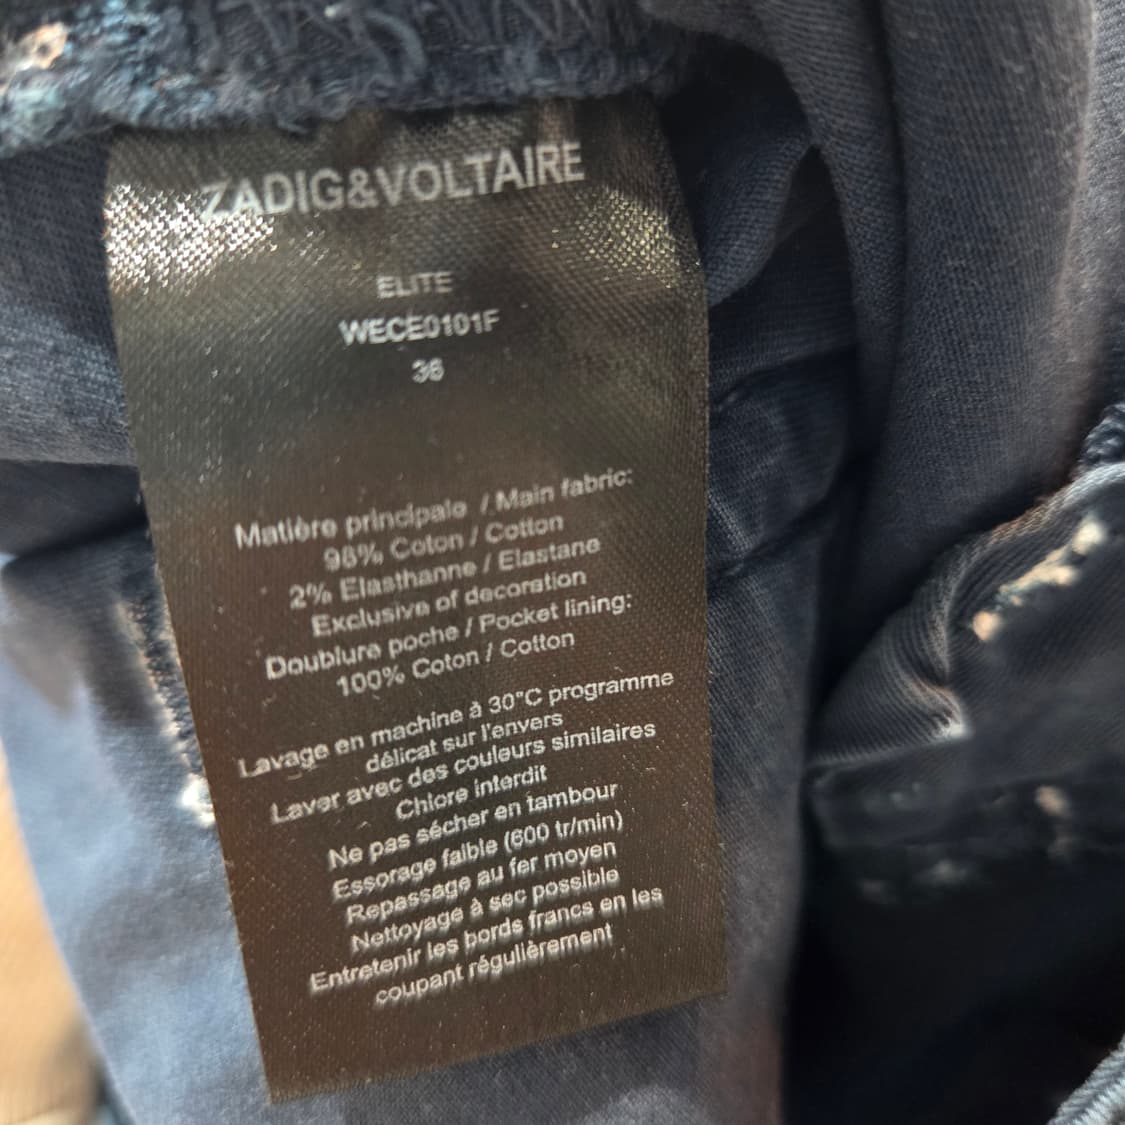 ZADIG&VOLTAIRE
ELITE
WECE0101F
36
Matière principale / Main fabric:
98% Coton / Cotton
2% Elasthanne / Elastane
Exclusive of decoration
Doublure poche / Pocket lining:
100% Coton / Cotton
Lavage en machine à 30°C programme
délicat sur l'envers
Laver avec des couleurs similaires
Chlore interdit
Ne pas sécher en tambour
Essorage faible (600 tr/min)
Repassage au fer moyen
Nettoyage à sec possible
Entretenir les bords francs en les
coupant régulièrement